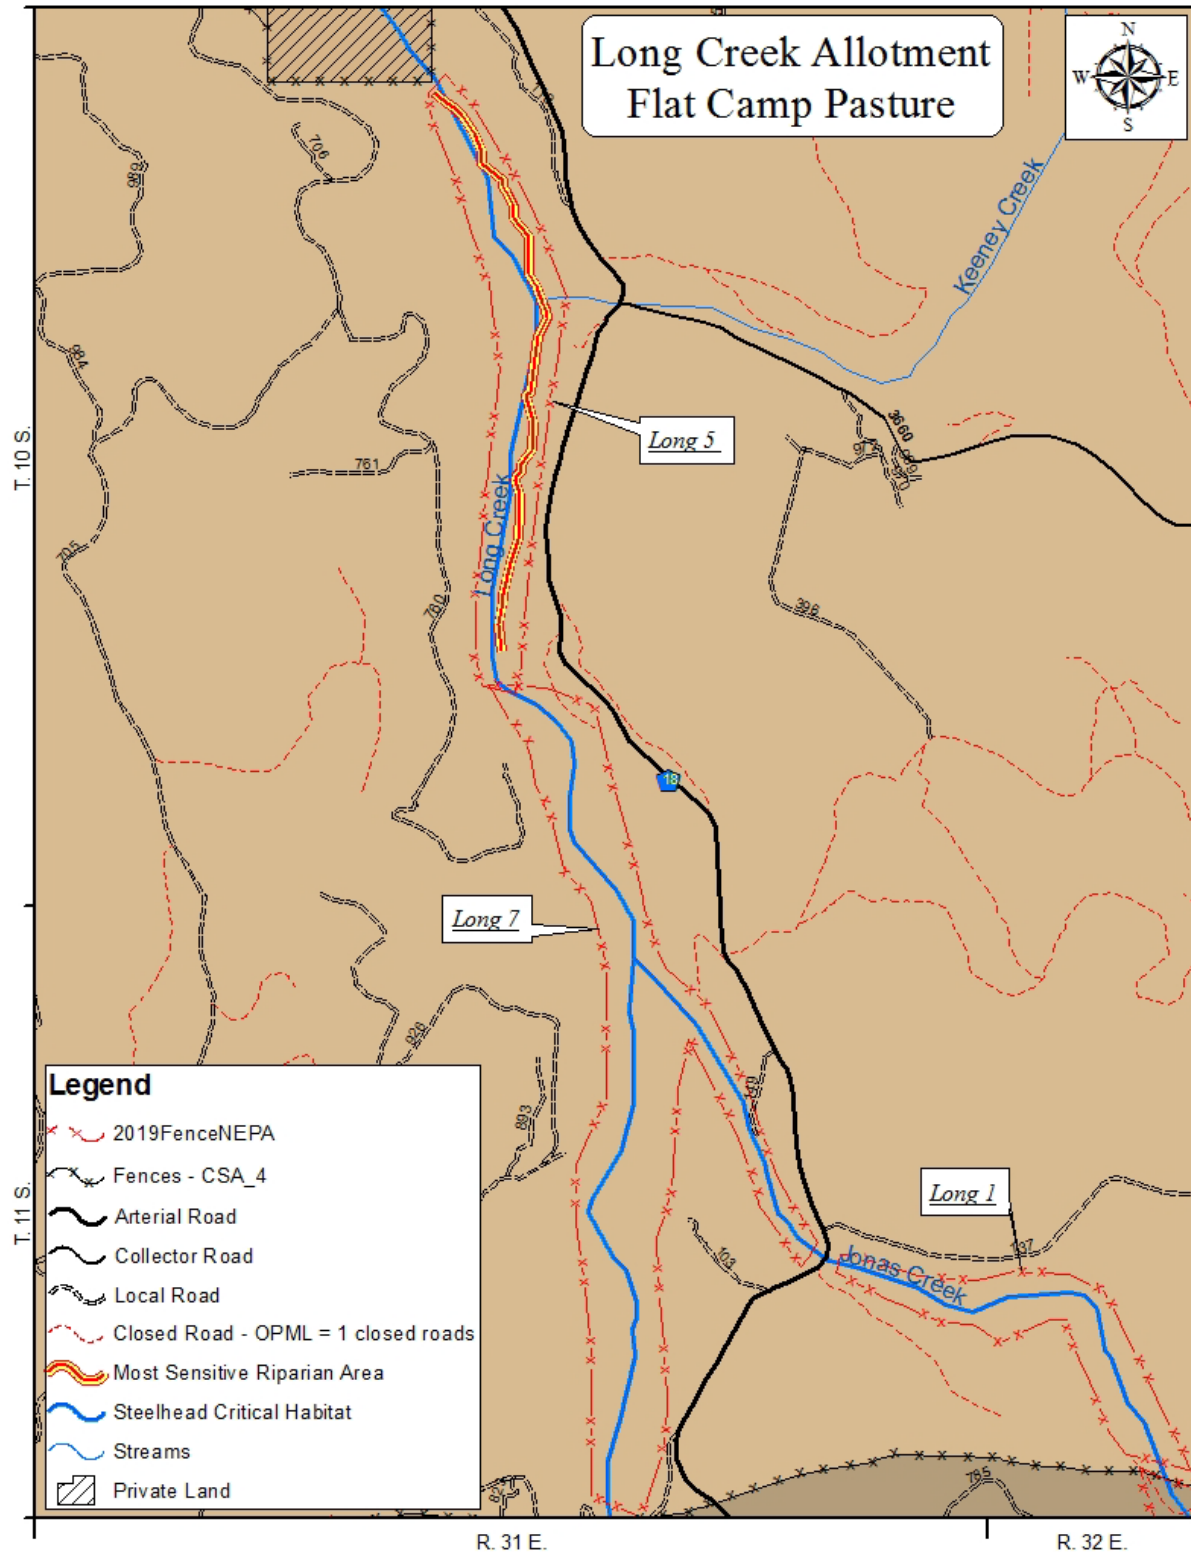 Long Creek Allotment
Flat Camp Pasture
N
W
E
S
706
989
984
Keeney Creek
Long 5
3660
761
T. 10 S.
Long Creek
705
760
396
18
Long 7
926
893
Long 1
T. 11 S.
103
137
Jonas Creek
785
Legend
2019FenceNEPA
Fences - CSA_4
Arterial Road
Collector Road
Local Road
Closed Road - OPML = 1 closed roads
Most Sensitive Riparian Area
Steelhead Critical Habitat
Streams
Private Land
R. 31 E.
R. 32 E.